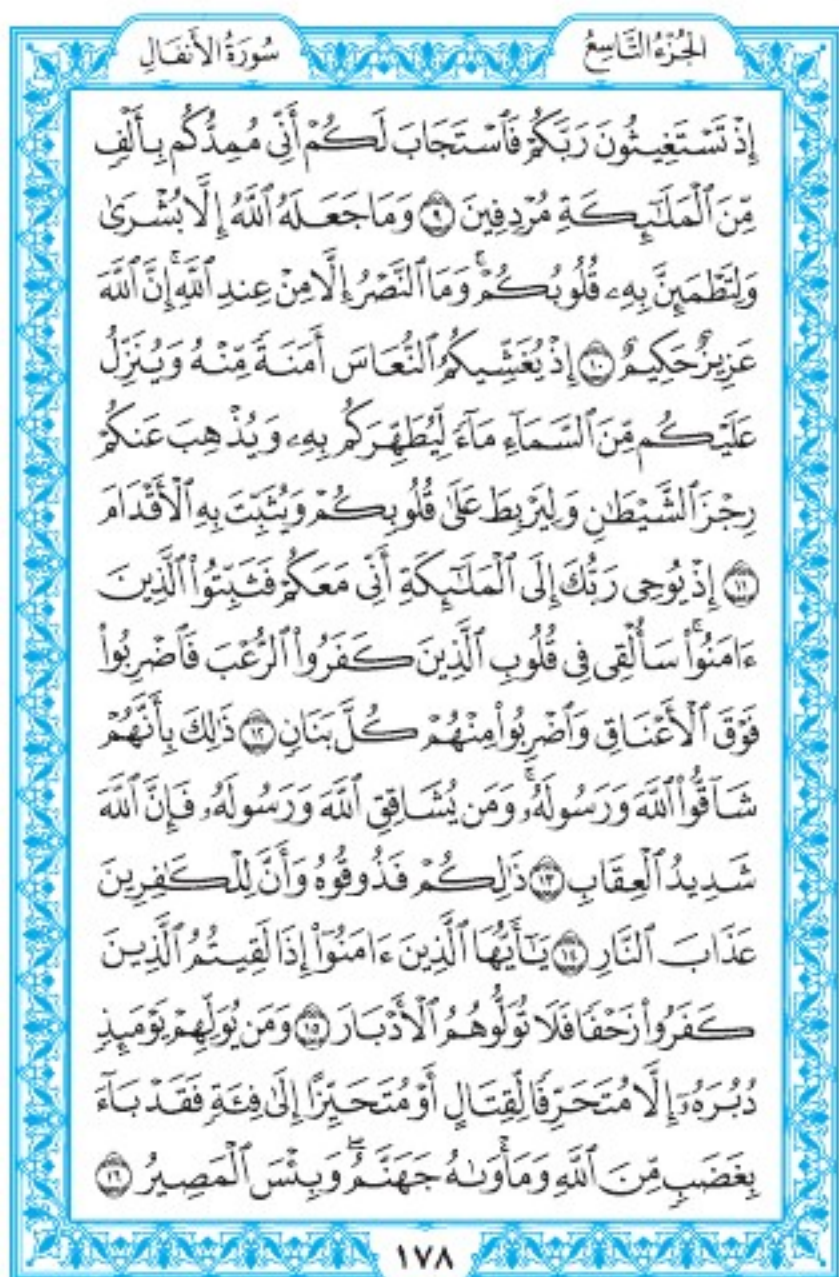 الجُزْءُ التَّاسِعُ
سُورَةُ الأَنفَالِ
إِذْ تَسْتَغِيثُونَ رَبَّكُمْ فَٱسْتَجَابَ لَكُمْ أَنِّى مُمِدُّكُم بِأَلْفٍ
مِّنَ ٱلْمَلَـٰٓئِكَةِ مُرْدِفِينَ ٩ وَمَا جَعَلَهُ ٱللَّهُ إِلَّا بُشْرَىٰ
وَلِتَطْمَئِنَّ بِهِۦ قُلُوبُكُمْ ۚ وَمَا ٱلنَّصْرُ إِلَّا مِنْ عِندِ ٱللَّهِ ۚ إِنَّ ٱللَّهَ
عَزِيزٌ حَكِيمٌ ١٠ إِذْ يُغَشِّيكُمُ ٱلنُّعَاسَ أَمَنَةً مِّنْهُ وَيُنَزِّلُ
عَلَيْكُم مِّنَ ٱلسَّمَآءِ مَآءً لِّيُطَهِّرَكُم بِهِۦ وَيُذْهِبَ عَنكُمْ
رِجْزَ ٱلشَّيْطَـٰنِ وَلِيَرْبِطَ عَلَىٰ قُلُوبِكُمْ وَيُثَبِّتَ بِهِ ٱلْأَقْدَامَ
١١ إِذْ يُوحِى رَبُّكَ إِلَى ٱلْمَلَـٰٓئِكَةِ أَنِّى مَعَكُمْ فَثَبِّتُوا۟ ٱلَّذِينَ
ءَامَنُوا۟ ۚ سَأُلْقِى فِى قُلُوبِ ٱلَّذِينَ كَفَرُوا۟ ٱلرُّعْبَ فَٱضْرِبُوا۟
فَوْقَ ٱلْأَعْنَاقِ وَٱضْرِبُوا۟ مِنْهُمْ كُلَّ بَنَانٍ ١٢ ذَٰلِكَ بِأَنَّهُمْ
شَآقُّوا۟ ٱللَّهَ وَرَسُولَهُۥ ۚ وَمَن يُشَاقِقِ ٱللَّهَ وَرَسُولَهُۥ فَإِنَّ ٱللَّهَ
شَدِيدُ ٱلْعِقَابِ ١٣ ذَٰلِكُمْ فَذُوقُوهُ وَأَنَّ لِلْكَـٰفِرِينَ
عَذَابَ ٱلنَّارِ ١٤ يَـٰٓأَيُّهَا ٱلَّذِينَ ءَامَنُوٓا۟ إِذَا لَقِيتُمُ ٱلَّذِينَ
كَفَرُوا۟ زَحْفًا فَلَا تُوَلُّوهُمُ ٱلْأَدْبَارَ ١٥ وَمَن يُوَلِّهِمْ يَوْمَئِذٍ
دُبُرَهُۥٓ إِلَّا مُتَحَرِّفًا لِّقِتَالٍ أَوْ مُتَحَيِّزًا إِلَىٰ فِئَةٍ فَقَدْ بَآءَ
بِغَضَبٍ مِّنَ ٱللَّهِ وَمَأْوَىٰهُ جَهَنَّمُ ۖ وَبِئْسَ ٱلْمَصِيرُ ١٦
١٧٨